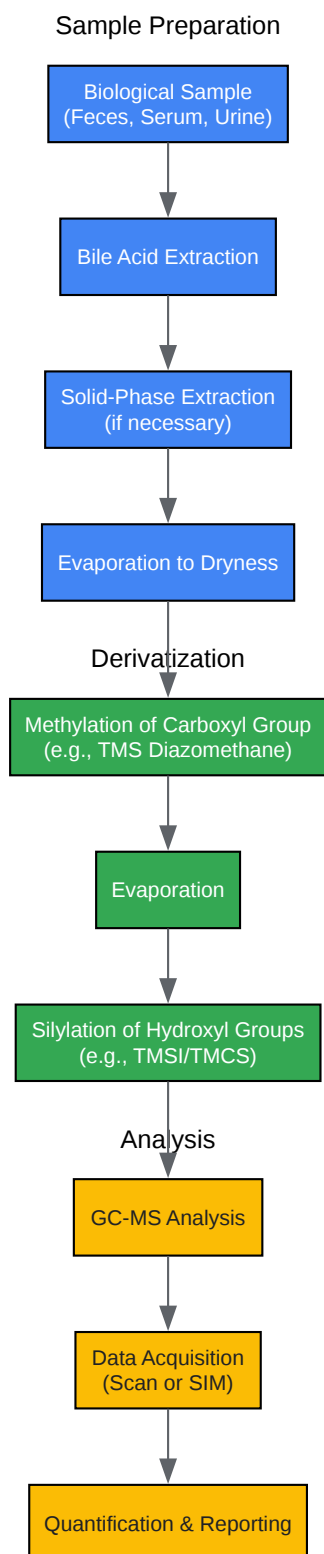 Sample Preparation
Biological Sample
(Feces, Serum, Urine)
Bile Acid Extraction
Solid-Phase Extraction
(if necessary)
Evaporation to Dryness
Derivatization
Methylation of Carboxyl Group
(e.g., TMS Diazomethane)
Evaporation
Silylation of Hydroxyl Groups
(e.g., TMSI/TMCS)
Analysis
GC-MS Analysis
Data Acquisition
(Scan or SIM)
Quantification & Reporting